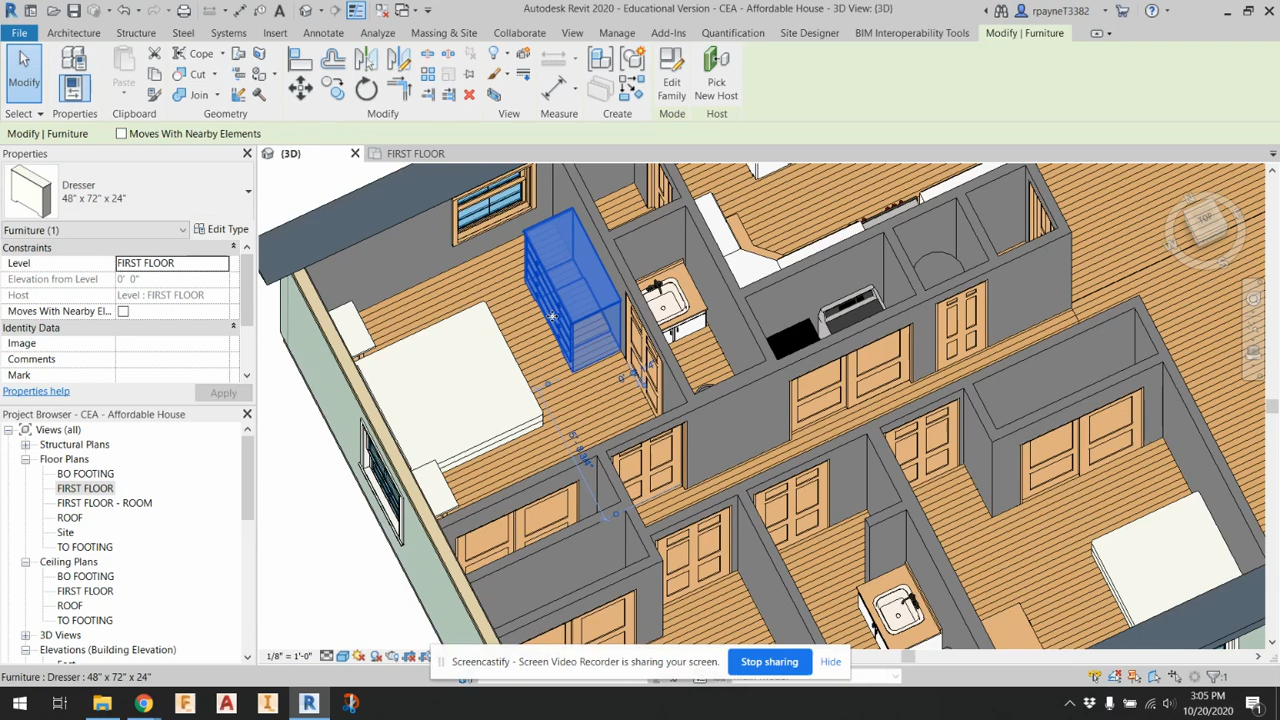 Autodesk Revit 2020 - Educational Version - CEA - Affordable House - 3D View: {3D}
rpayneT3382
File Architecture Structure Steel Systems Insert Annotate Analyze Massing & Site Collaborate View Manage Add-Ins Quantification Site Designer BIM Interoperability Tools Modify | Furniture
Modify
Paste
Cope
Cut
Join
Edit Family
Pick New Host
Select Properties Clipboard Geometry Modify View Measure Create Mode Host
Modify | Furniture Moves With Nearby Elements
Properties
{3D} FIRST FLOOR
Dresser
48" x 72" x 24"
Furniture (1) Edit Type
Constraints
Level FIRST FLOOR
Elevation from Level 0' 0"
Host Level : FIRST FLOOR
Moves With Nearby El...
Identity Data
Image
Comments
Mark
Properties help Apply
Project Browser - CEA - Affordable House
Views (all)
Structural Plans
Floor Plans
BO FOOTING
FIRST FLOOR
FIRST FLOOR - ROOM
ROOF
Site
TO FOOTING
Ceiling Plans
BO FOOTING
FIRST FLOOR
ROOF
TO FOOTING
3D Views
Elevations (Building Elevation)
TOP
1/8" = 1'-0"
Screencastify - Screen Video Recorder is sharing your screen. Stop sharing Hide
Furniture : Dresser : 48" x 72" x 24"
:1
3:05 PM
10/20/2020